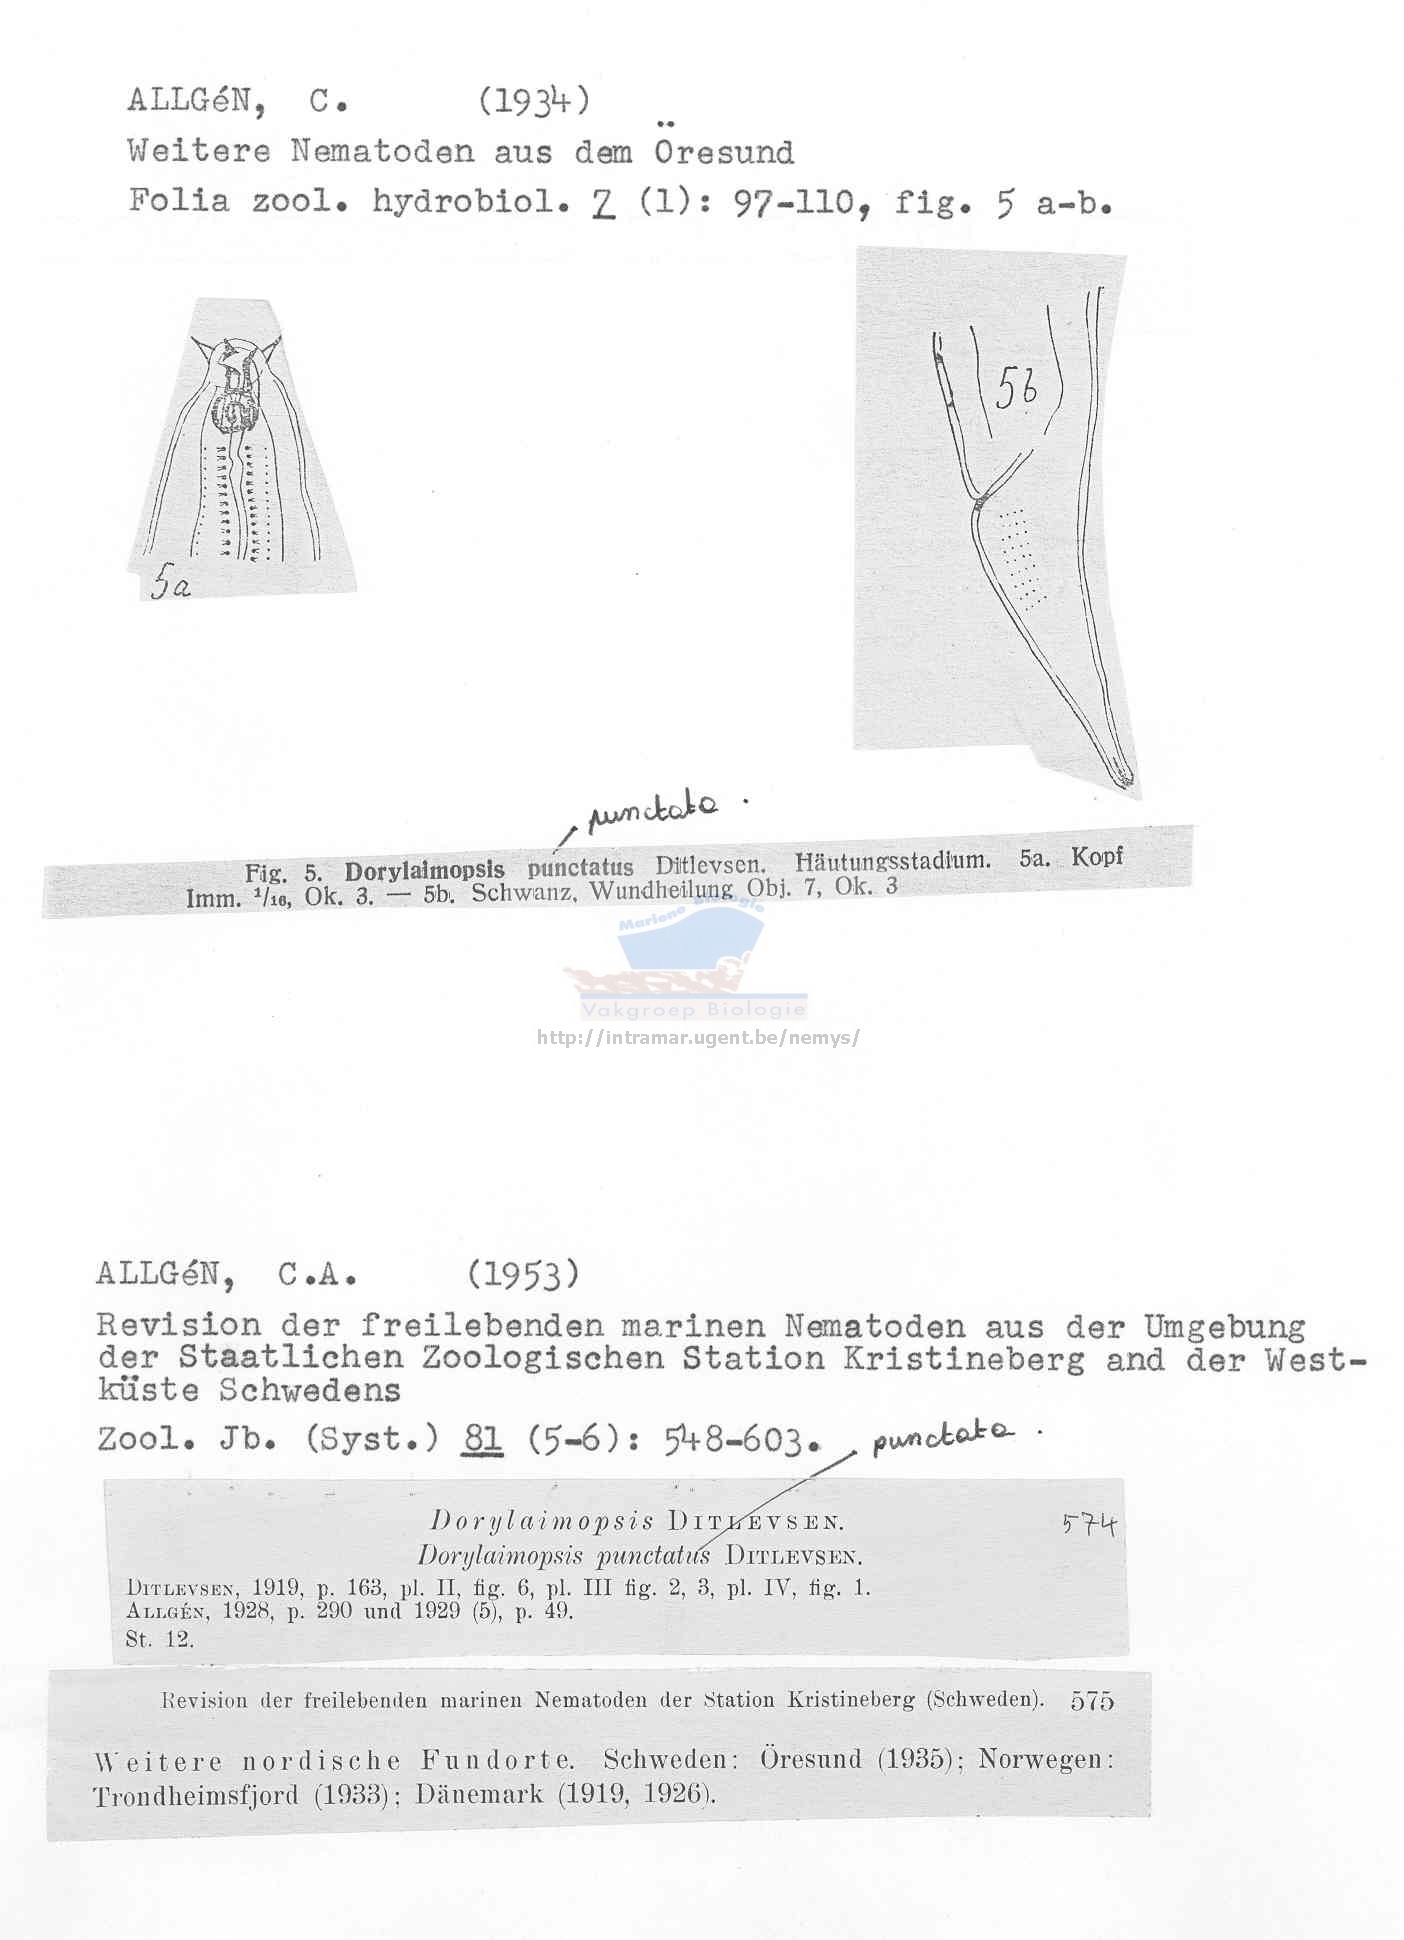 ALLGéN, C. (1934)
Weitere Nematoden aus dem Öresund
Folia zool. hydrobiol. 7 (1): 97-110, fig. 5 a-b.
5b
5a
punctata.
Fig. 5. Dorylaimopsis punctatus Ditlevsen. Häutungsstadium. 5a. Kopf
Imm. 1/16, Ok. 3. — 5b. Schwanz, Wundheilung Obj. 7, Ok. 3
Mariene Biologie
Vakgroep Biologie
http://intramar.ugent.be/nemys/
ALLGéN, C.A. (1953)
Revision der freilebenden marinen Nematoden aus der Umgebung
der Staatlichen Zoologischen Station Kristineberg and der West-
küste Schwedens
Zool. Jb. (Syst.) 81 (5-6): 548-603.
punctata.
Dorylaimopsis DITLEVSEN. 574
Dorylaimopsis punctatus DITLEVSEN.
DITLEVSEN, 1919, p. 163, pl. II, fig. 6, pl. III fig. 2, 3, pl. IV, fig. 1.
ALLGÉN, 1928, p. 290 und 1929 (5), p. 49.
St. 12.
Revision der freilebenden marinen Nematoden der Station Kristineberg (Schweden). 575
Weitere nordische Fundorte. Schweden: Öresund (1935); Norwegen:
Trondheimsfjord (1933); Dänemark (1919, 1926).